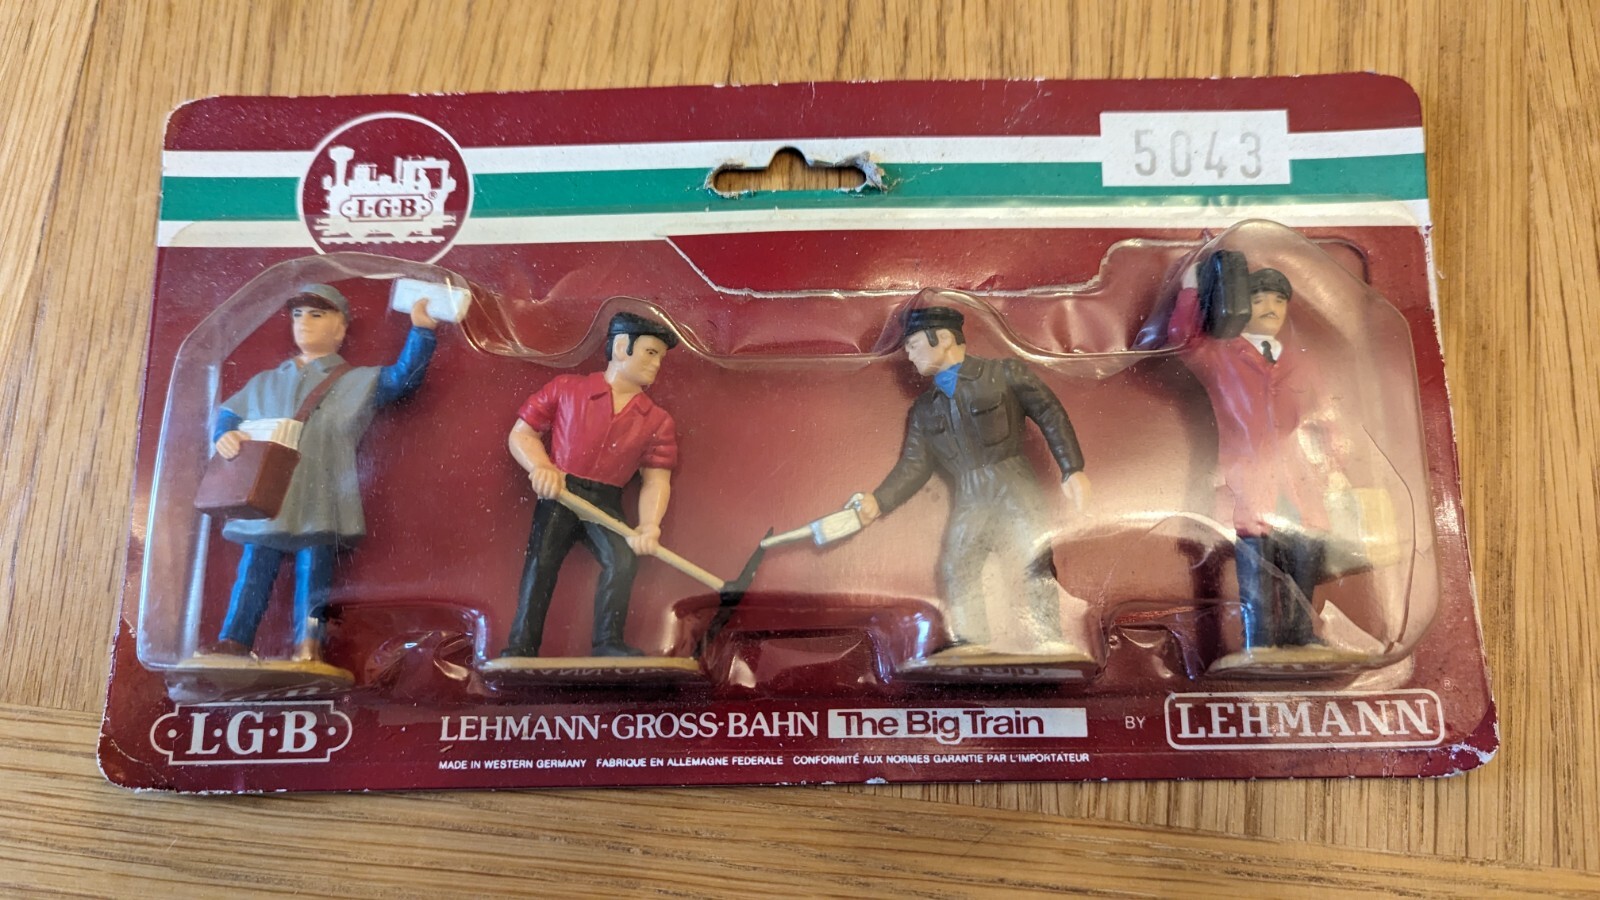 5043
L·G·B®
L·G·B
LEHMANN-GROSS-BAHN The Big Train BY LEHMANN®
MADE IN WESTERN GERMANY FABRIQUE EN ALLEMAGNE FEDERALE CONFORMITÉ AUX NORMES GARANTIE PAR L'IMPORTATEUR